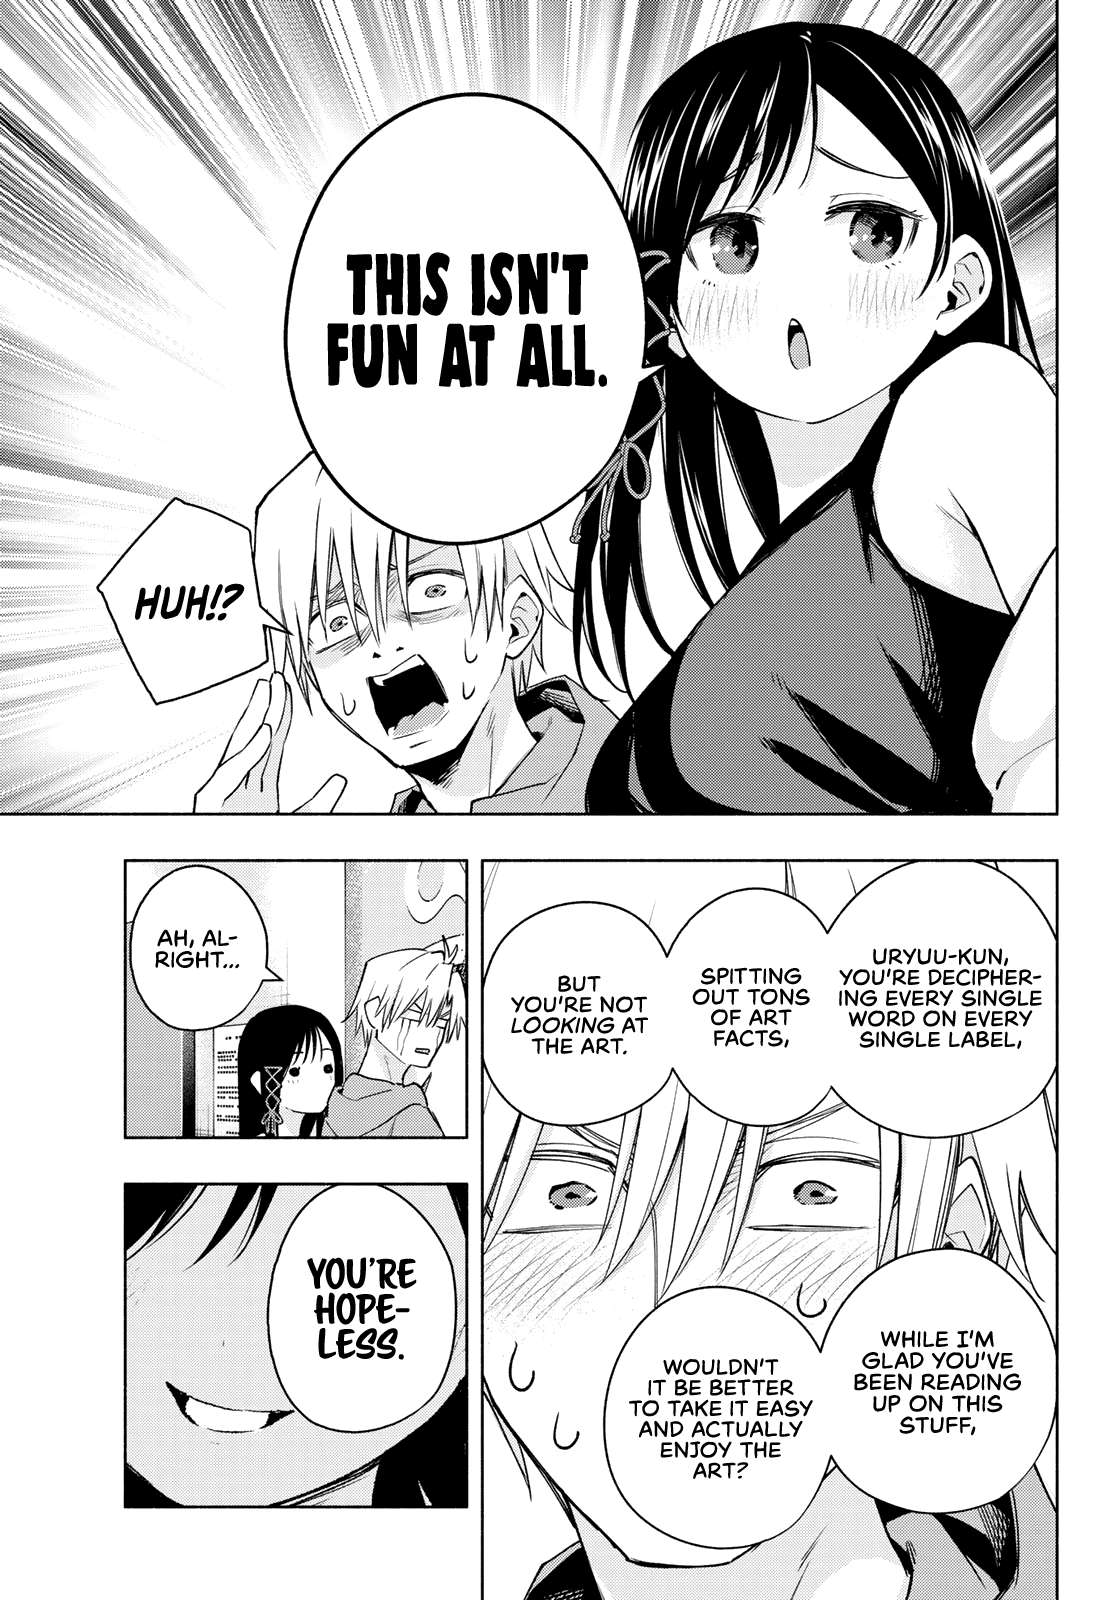 THIS ISN'T
FUN AT ALL.
HUH!?
URYUU-KUN,
YOU'RE DECIPHER-
ING EVERY SINGLE
WORD ON EVERY
SINGLE LABEL,
SPITTING
OUT TONS
OF ART
FACTS,
BUT
YOU'RE NOT
LOOKING AT
THE ART.
WHILE I'M
GLAD YOU'VE
BEEN READING
UP ON THIS
STUFF,
WOULDN'T
IT BE BETTER
TO TAKE IT EASY
AND ACTUALLY
ENJOY THE
ART?
AH, AL-
RIGHT...
YOU'RE
HOPE-
LESS.